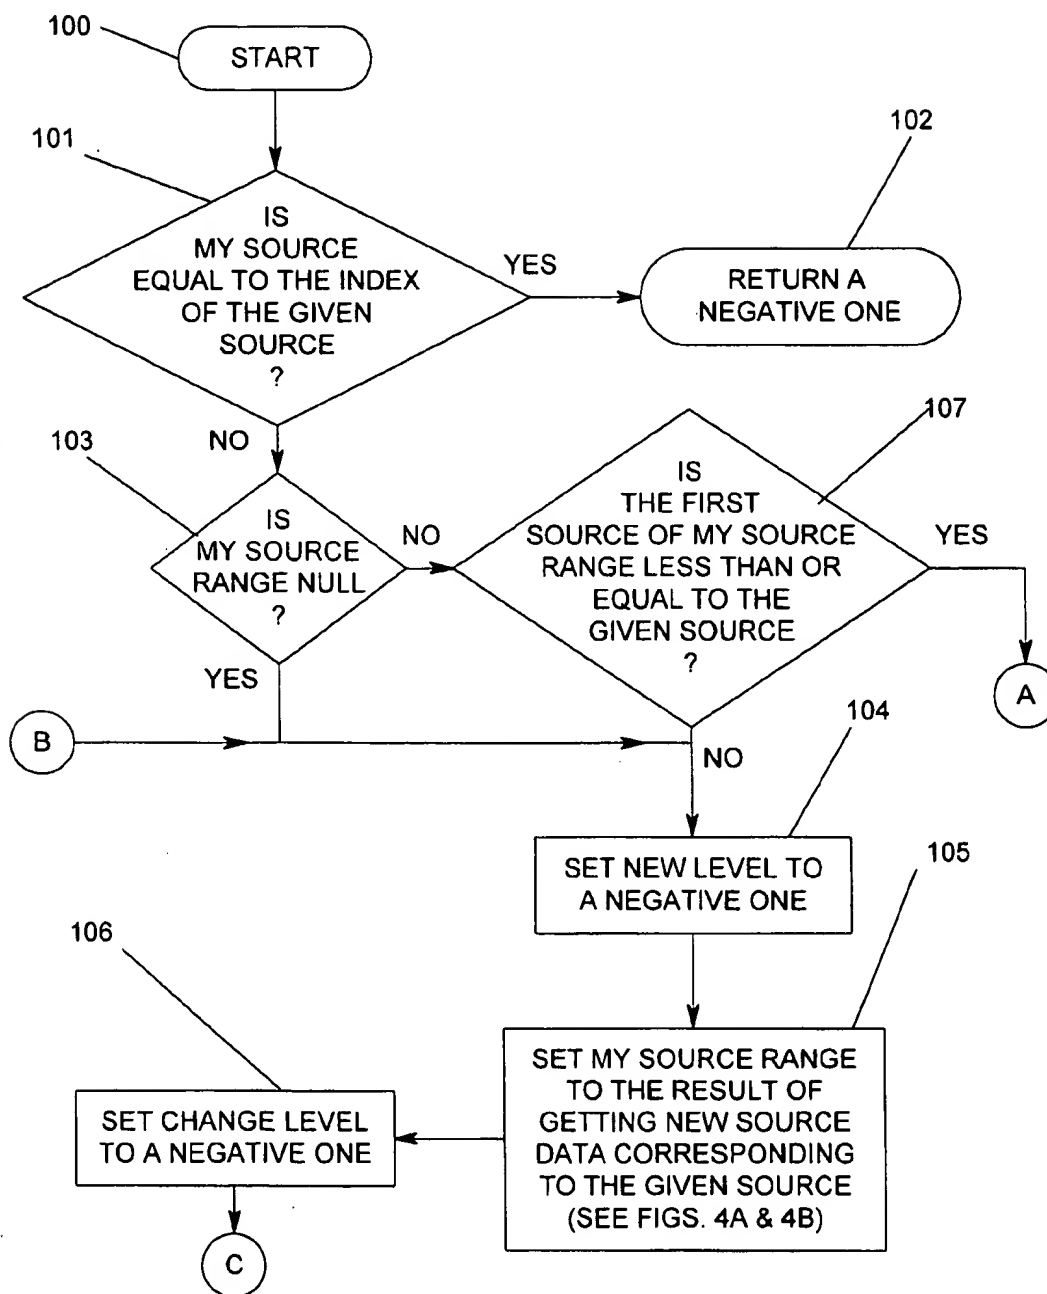 100
START
101
102
IS
MY SOURCE
EQUAL TO THE INDEX
OF THE GIVEN
SOURCE
?
YES
RETURN A
NEGATIVE ONE
NO
103
107
IS
MY SOURCE
RANGE NULL
?
NO
IS
THE FIRST
SOURCE OF MY SOURCE
RANGE LESS THAN OR
EQUAL TO THE
GIVEN SOURCE
?
YES
YES
A
B
NO
104
SET NEW LEVEL TO
A NEGATIVE ONE
105
106
SET MY SOURCE RANGE
TO THE RESULT OF
GETTING NEW SOURCE
DATA CORRESPONDING
TO THE GIVEN SOURCE
(SEE FIGS. 4A & 4B)
SET CHANGE LEVEL
TO A NEGATIVE ONE
C